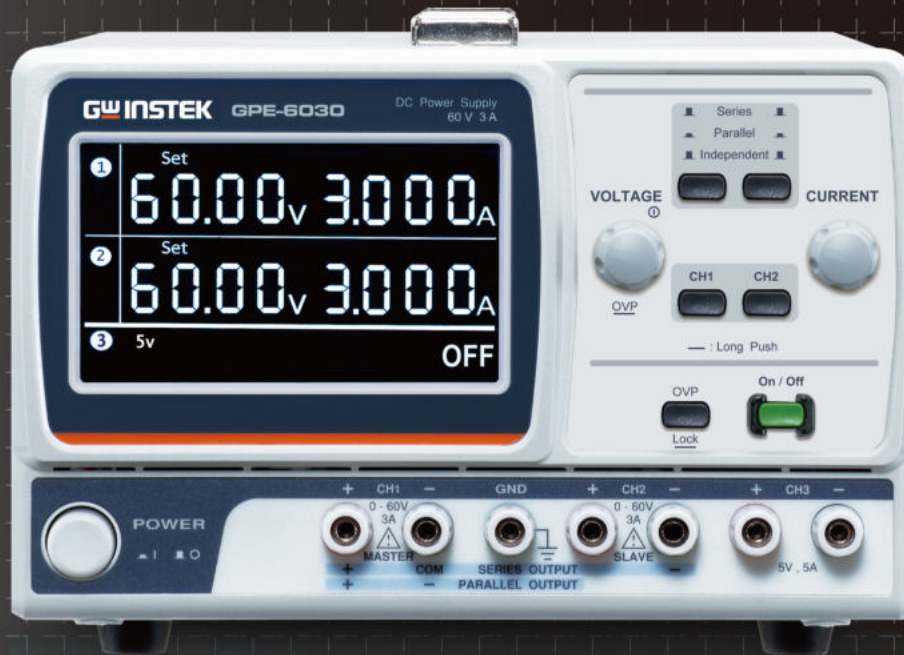 GW INSTEK GPE-6030 DC Power Supply
60 V 3 A
1 Set
60.00V 3.000A
2 Set
60.00V 3.000A
3 5v
OFF
Series
Parallel
Independent
VOLTAGE CURRENT
OVP
CH1 CH2
— : Long Push
OVP On / Off
Lock
POWER
I O
+ CH1 − GND + CH2 − + CH3 −
0 - 60V 0 - 60V
3A 3A
MASTER SLAVE 5V , 5A
+ COM SERIES OUTPUT −
+ − PARALLEL OUTPUT